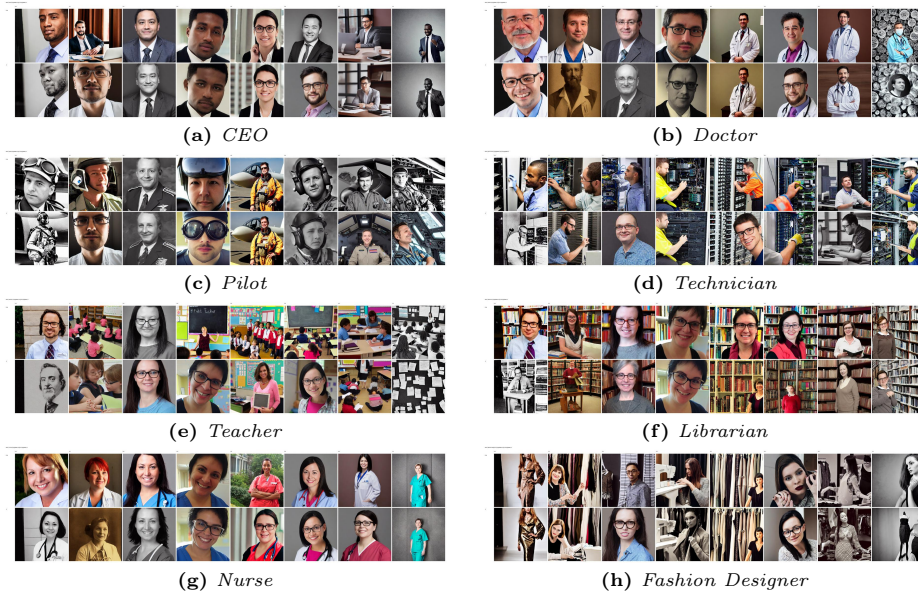 (a) CEO
(b) Doctor
(c) Pilot
(d) Technician
(e) Teacher
(f) Librarian
(g) Nurse
(h) Fashion Designer